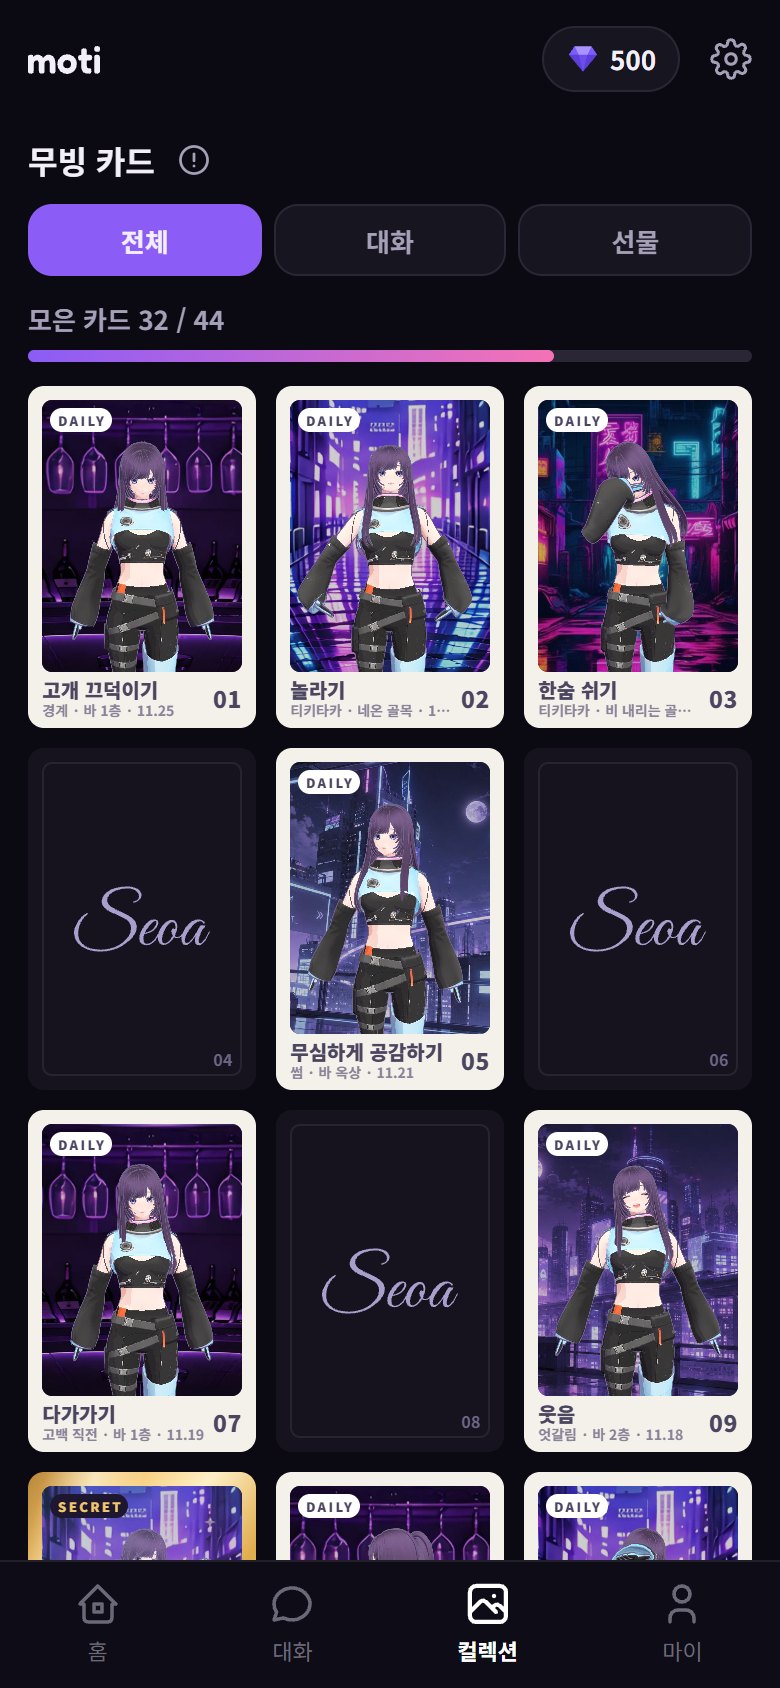 moti
500
무빙 카드
전체
대화
선물
모은 카드 32 / 44
DAILY
고개 끄덕이기
경계 · 바 1층 · 11.25
01
DAILY
놀라기
티키타카 · 네온 골목 · 1…
02
DAILY
한숨 쉬기
티키타카 · 비 내리는 골…
03
Seoa
04
DAILY
무심하게 공감하기
썸 · 바 옥상 · 11.21
05
Seoa
06
DAILY
다가가기
고백 직전 · 바 1층 · 11.19
07
Seoa
08
DAILY
웃음
엇갈림 · 바 2층 · 11.18
09
SECRET
DAILY
DAILY
홈
대화
컬렉션
마이